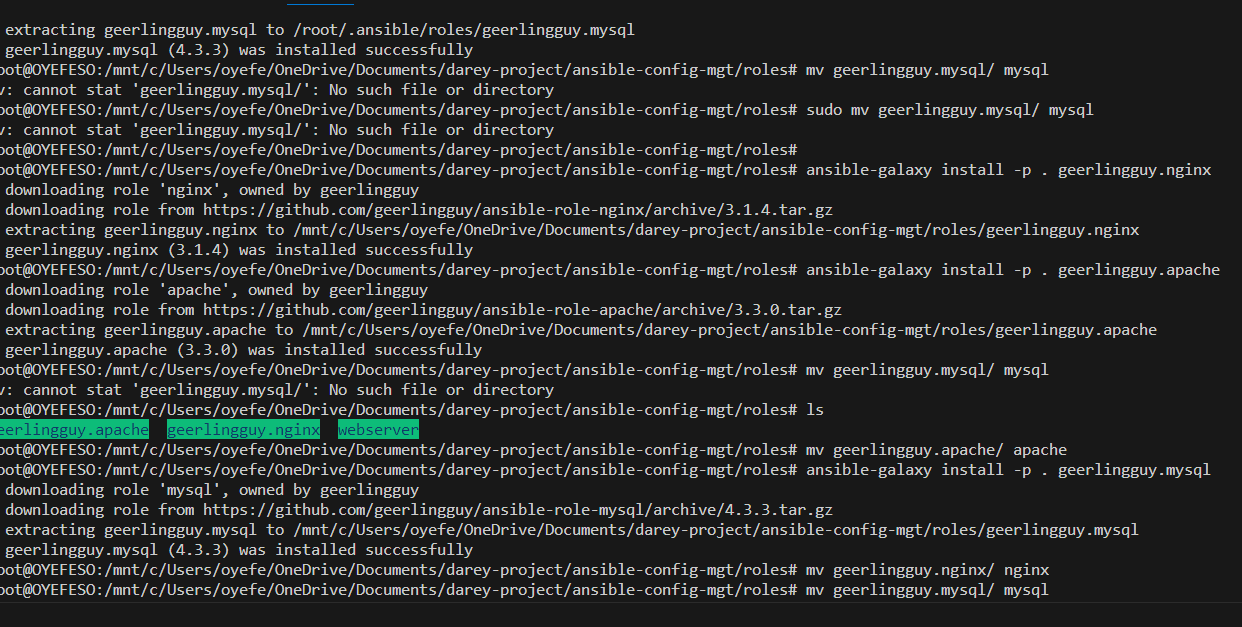 extracting geerlingguy.mysql to /root/.ansible/roles/geerlingguy.mysql
geerlingguy.mysql (4.3.3) was installed successfully
oot@OYEFESO:/mnt/c/Users/oyefe/OneDrive/Documents/darey-project/ansible-config-mgt/roles# mv geerlingguy.mysql/ mysql
v: cannot stat 'geerlingguy.mysql/': No such file or directory
oot@OYEFESO:/mnt/c/Users/oyefe/OneDrive/Documents/darey-project/ansible-config-mgt/roles# sudo mv geerlingguy.mysql/ mysql
v: cannot stat 'geerlingguy.mysql/': No such file or directory
oot@OYEFESO:/mnt/c/Users/oyefe/OneDrive/Documents/darey-project/ansible-config-mgt/roles#
oot@OYEFESO:/mnt/c/Users/oyefe/OneDrive/Documents/darey-project/ansible-config-mgt/roles# ansible-galaxy install -p . geerlingguy.nginx
downloading role 'nginx', owned by geerlingguy
downloading role from https://github.com/geerlingguy/ansible-role-nginx/archive/3.1.4.tar.gz
extracting geerlingguy.nginx to /mnt/c/Users/oyefe/OneDrive/Documents/darey-project/ansible-config-mgt/roles/geerlingguy.nginx
geerlingguy.nginx (3.1.4) was installed successfully
oot@OYEFESO:/mnt/c/Users/oyefe/OneDrive/Documents/darey-project/ansible-config-mgt/roles# ansible-galaxy install -p . geerlingguy.apache
downloading role 'apache', owned by geerlingguy
downloading role from https://github.com/geerlingguy/ansible-role-apache/archive/3.3.0.tar.gz
extracting geerlingguy.apache to /mnt/c/Users/oyefe/OneDrive/Documents/darey-project/ansible-config-mgt/roles/geerlingguy.apache
geerlingguy.apache (3.3.0) was installed successfully
oot@OYEFESO:/mnt/c/Users/oyefe/OneDrive/Documents/darey-project/ansible-config-mgt/roles# mv geerlingguy.mysql/ mysql
v: cannot stat 'geerlingguy.mysql/': No such file or directory
oot@OYEFESO:/mnt/c/Users/oyefe/OneDrive/Documents/darey-project/ansible-config-mgt/roles# ls
eerlingguy.apache geerlingguy.nginx webserver
oot@OYEFESO:/mnt/c/Users/oyefe/OneDrive/Documents/darey-project/ansible-config-mgt/roles# mv geerlingguy.apache/ apache
oot@OYEFESO:/mnt/c/Users/oyefe/OneDrive/Documents/darey-project/ansible-config-mgt/roles# ansible-galaxy install -p . geerlingguy.mysql
downloading role 'mysql', owned by geerlingguy
downloading role from https://github.com/geerlingguy/ansible-role-mysql/archive/4.3.3.tar.gz
extracting geerlingguy.mysql to /mnt/c/Users/oyefe/OneDrive/Documents/darey-project/ansible-config-mgt/roles/geerlingguy.mysql
geerlingguy.mysql (4.3.3) was installed successfully
oot@OYEFESO:/mnt/c/Users/oyefe/OneDrive/Documents/darey-project/ansible-config-mgt/roles# mv geerlingguy.nginx/ nginx
oot@OYEFESO:/mnt/c/Users/oyefe/OneDrive/Documents/darey-project/ansible-config-mgt/roles# mv geerlingguy.mysql/ mysql